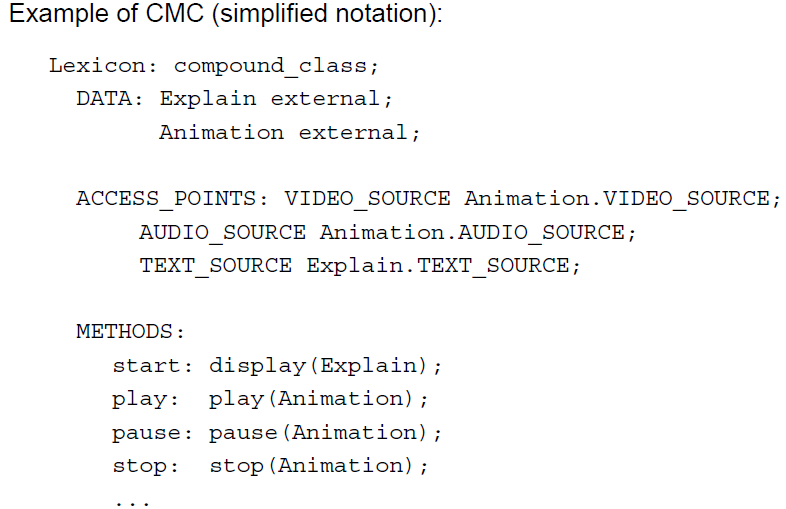 Example of CMC (simplified notation):
Lexicon: compound_class;
DATA: Explain external;
Animation external;
ACCESS_POINTS: VIDEO_SOURCE Animation.VIDEO_SOURCE;
AUDIO_SOURCE Animation.AUDIO_SOURCE;
TEXT_SOURCE Explain.TEXT_SOURCE;
METHODS:
start: display(Explain);
play: play(Animation);
pause: pause(Animation);
stop: stop(Animation);
...